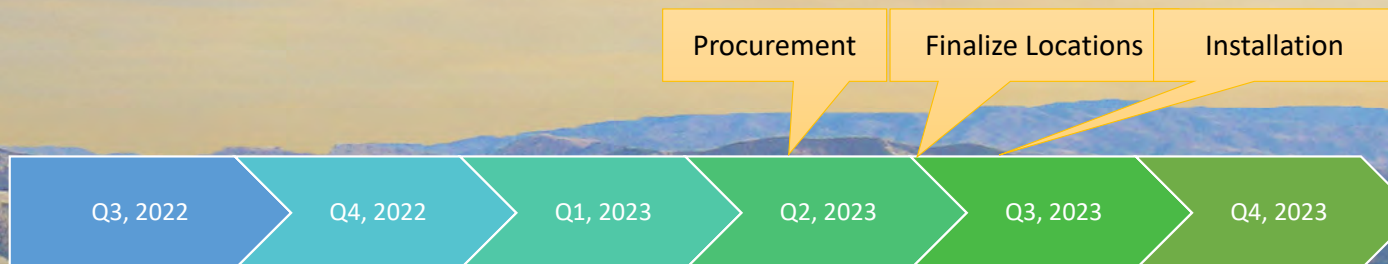 Procurement
Finalize Locations
Installation
Q3, 2022
Q4, 2022
Q1, 2023
Q2, 2023
Q3, 2023
Q4, 2023